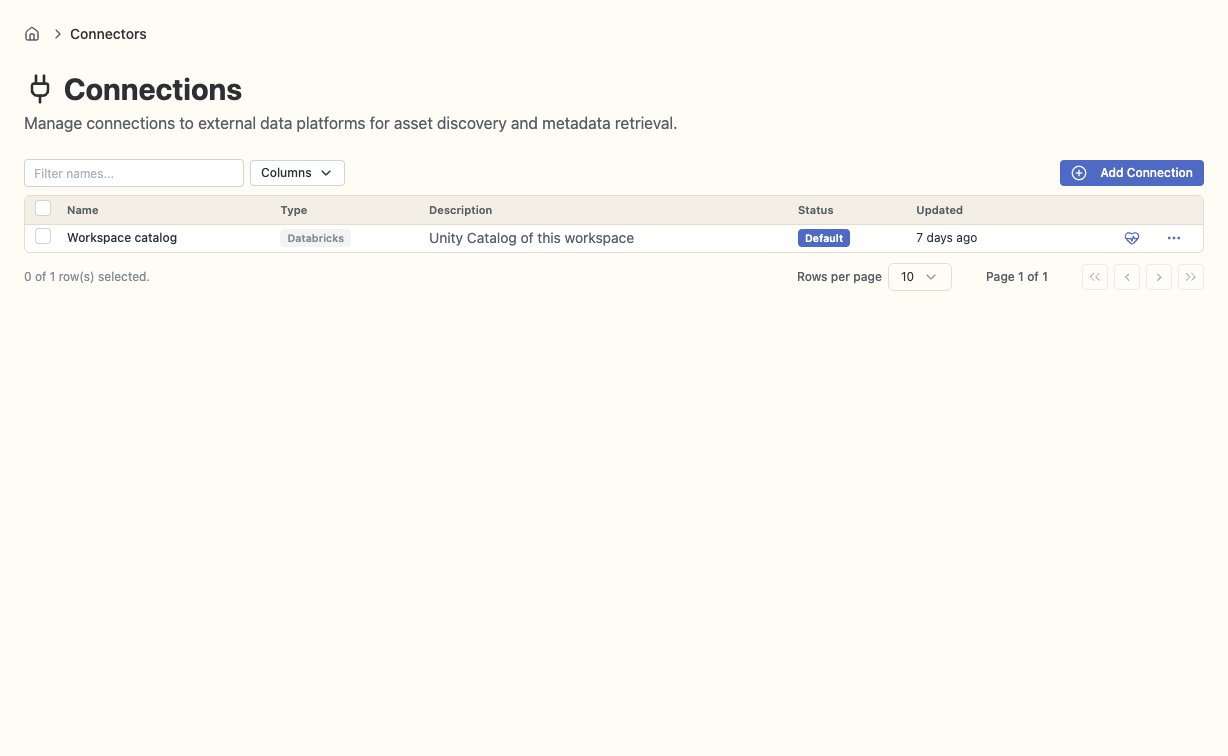 Connectors
Connections
Manage connections to external data platforms for asset discovery and metadata retrieval.
Filter names...
Columns
Add Connection
Name Type Description Status Updated
Workspace catalog Databricks Unity Catalog of this workspace Default 7 days ago
0 of 1 row(s) selected. Rows per page 10 Page 1 of 1